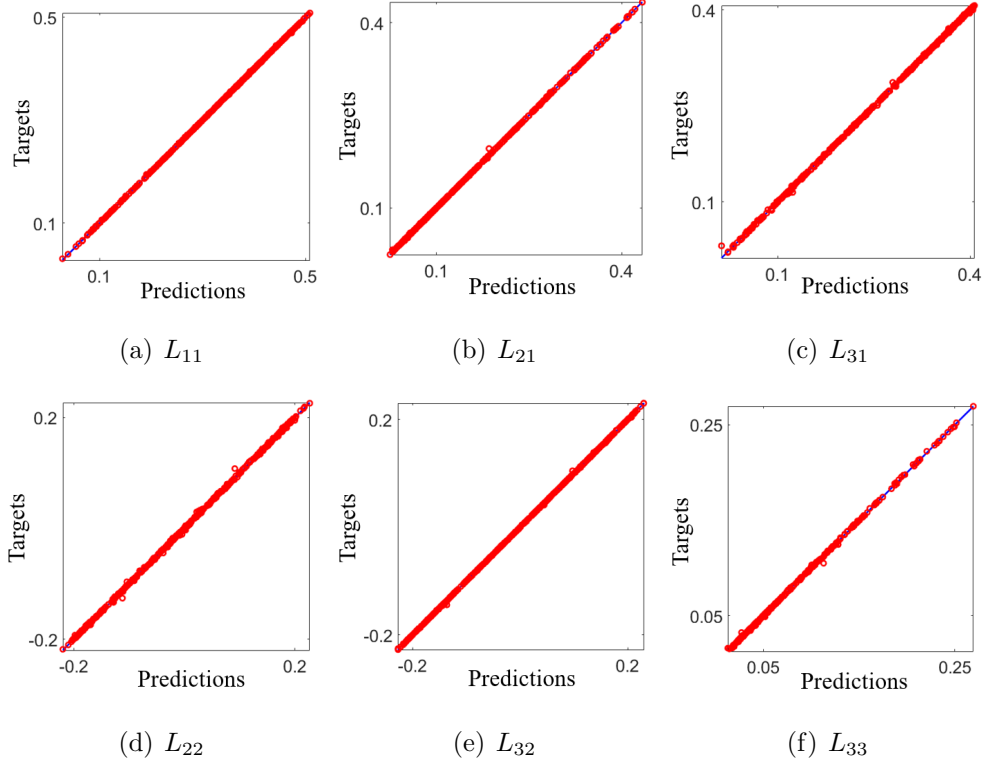 0.5
Targets
0.1
0.1
0.5
Predictions
(a) L11
0.4
Targets
0.1
0.1
0.4
Predictions
(b) L21
0.4
Targets
0.1
0.1
0.4
Predictions
(c) L31
0.2
Targets
-0.2
-0.2
0.2
Predictions
(d) L22
0.2
Targets
-0.2
-0.2
0.2
Predictions
(e) L32
0.25
Targets
0.05
0.05
0.25
Predictions
(f) L33